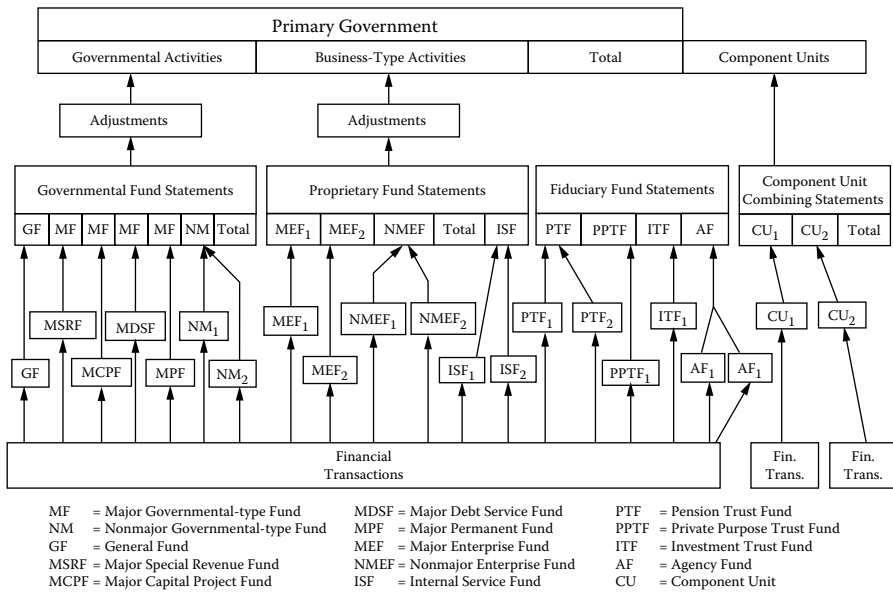 Primary Government
Governmental Activities Business-Type Activities Total Component Units
Adjustments Adjustments
Governmental Fund Statements Proprietary Fund Statements Fiduciary Fund Statements Component Unit
Combining Statements
GF MF MF MF MF NM Total MEF1 MEF2 NMEF Total ISF PTF PPTF ITF AF CU1 CU2 Total
MSRF MDSF NM1 MEF1 NMEF1 NMEF2 PTF1 PTF2 ITF1 CU1 CU2
GF MCPF MPF NM2 MEF2 ISF1 ISF2 PPTF1 AF1 AF1
Financial
Transactions
Fin.
Trans.
Fin.
Trans.
MF = Major Governmental-type Fund
NM = Nonmajor Governmental-type Fund
GF = General Fund
MSRF = Major Special Revenue Fund
MCPF = Major Capital Project Fund
MDSF = Major Debt Service Fund
MPF = Major Permanent Fund
MEF = Major Enterprise Fund
NMEF = Nonmajor Enterprise Fund
ISF = Internal Service Fund
PTF = Pension Trust Fund
PPTF = Private Purpose Trust Fund
ITF = Investment Trust Fund
AF = Agency Fund
CU = Component Unit